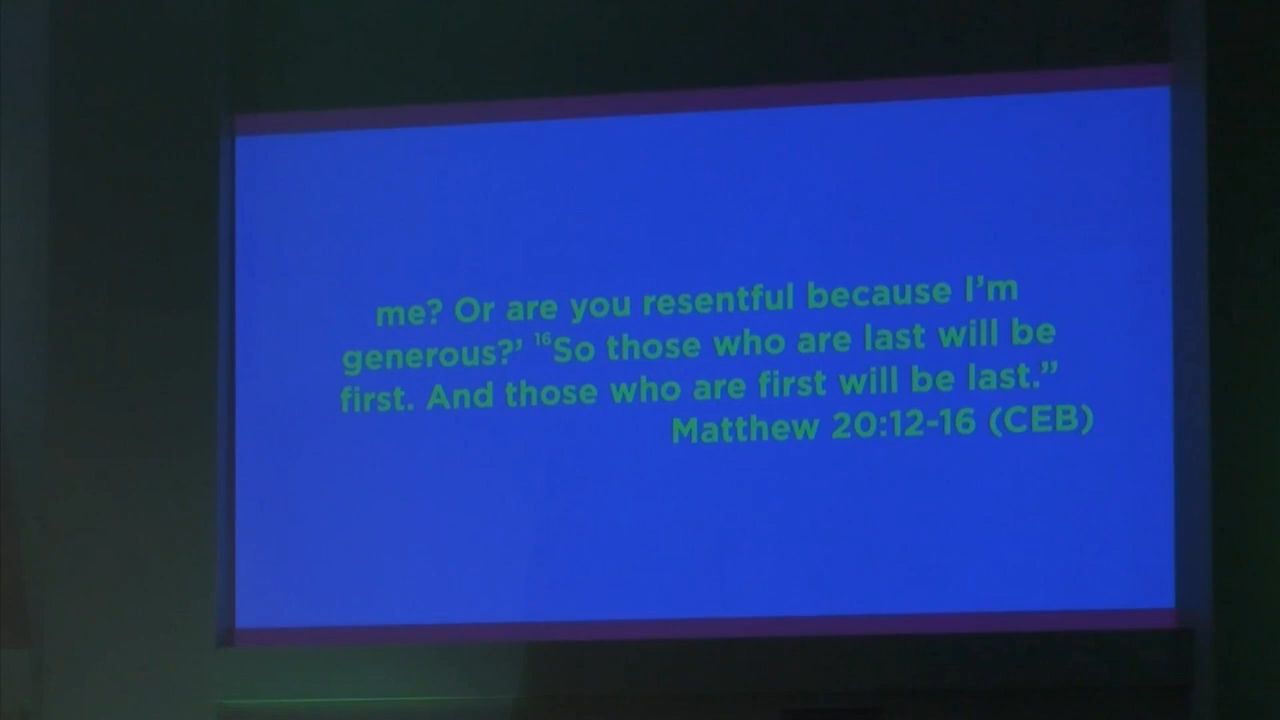 me? Or are you resentful because I’m
generous?’ ¹⁶So those who are last will be
first. And those who are first will be last.”
Matthew 20:12-16 (CEB)